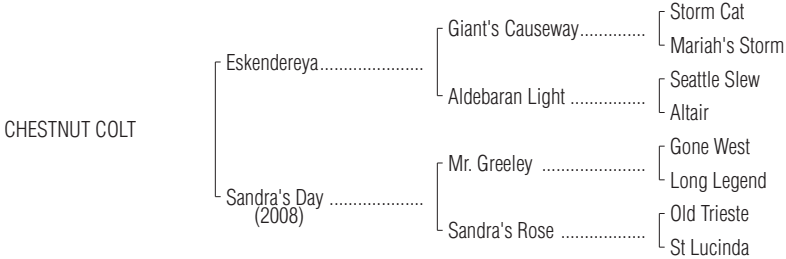 Storm Cat
Giant's Causeway..............
Mariah's Storm
Eskendereya......................
Seattle Slew
Aldebaran Light ................
Altair
CHESTNUT COLT
Gone West
Mr. Greeley ......................
Long Legend
Sandra's Day ....................
(2008)
Old Trieste
Sandra's Rose ..................
St Lucinda